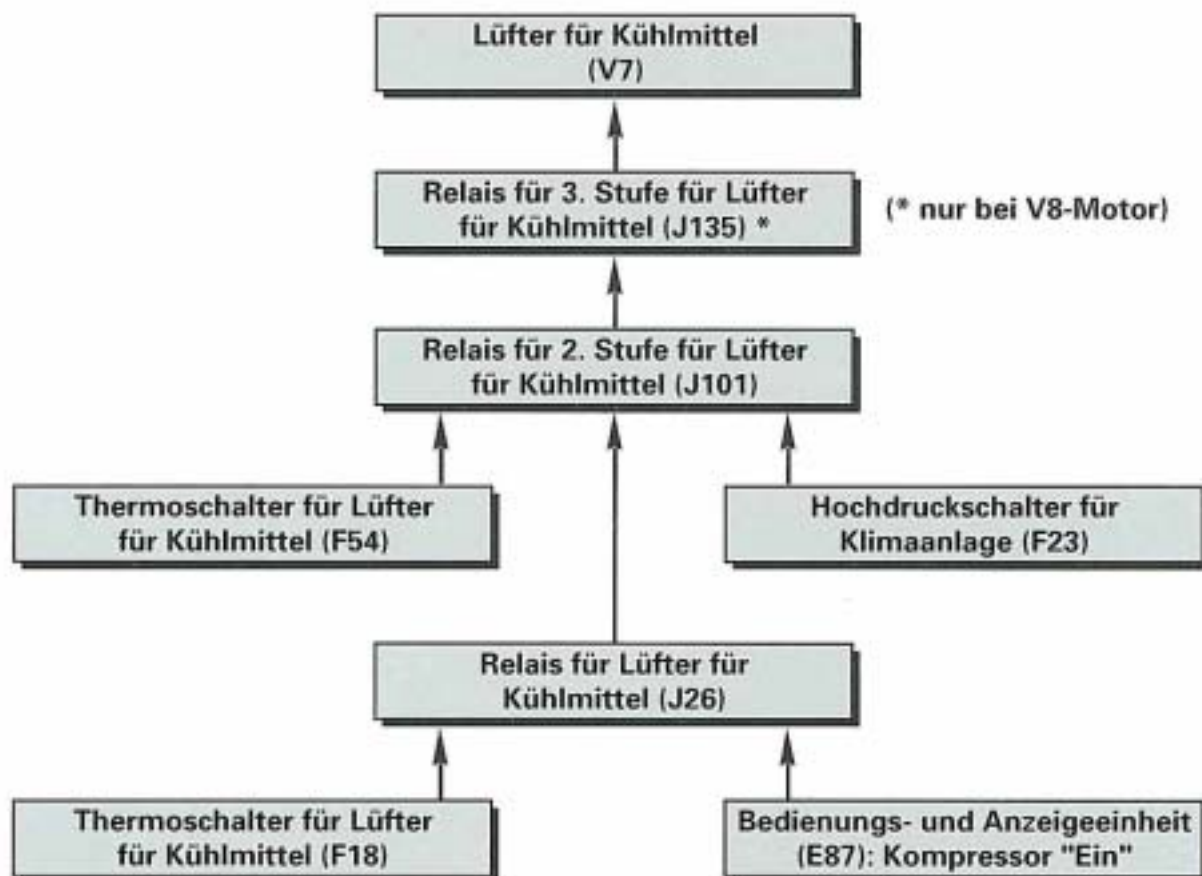 Lüfter für Kühlmittel
(V7)
Relais für 3. Stufe für Lüfter
für Kühlmittel (J135) *
(* nur bei V8-Motor)
Relais für 2. Stufe für Lüfter
für Kühlmittel (J101)
Thermoschalter für Lüfter
für Kühlmittel (F54)
Hochdruckschalter für
Klimaanlage (F23)
Relais für Lüfter für
Kühlmittel (J26)
Thermoschalter für Lüfter
für Kühlmittel (F18)
Bedienungs- und Anzeigeeinheit
(E87): Kompressor "Ein"